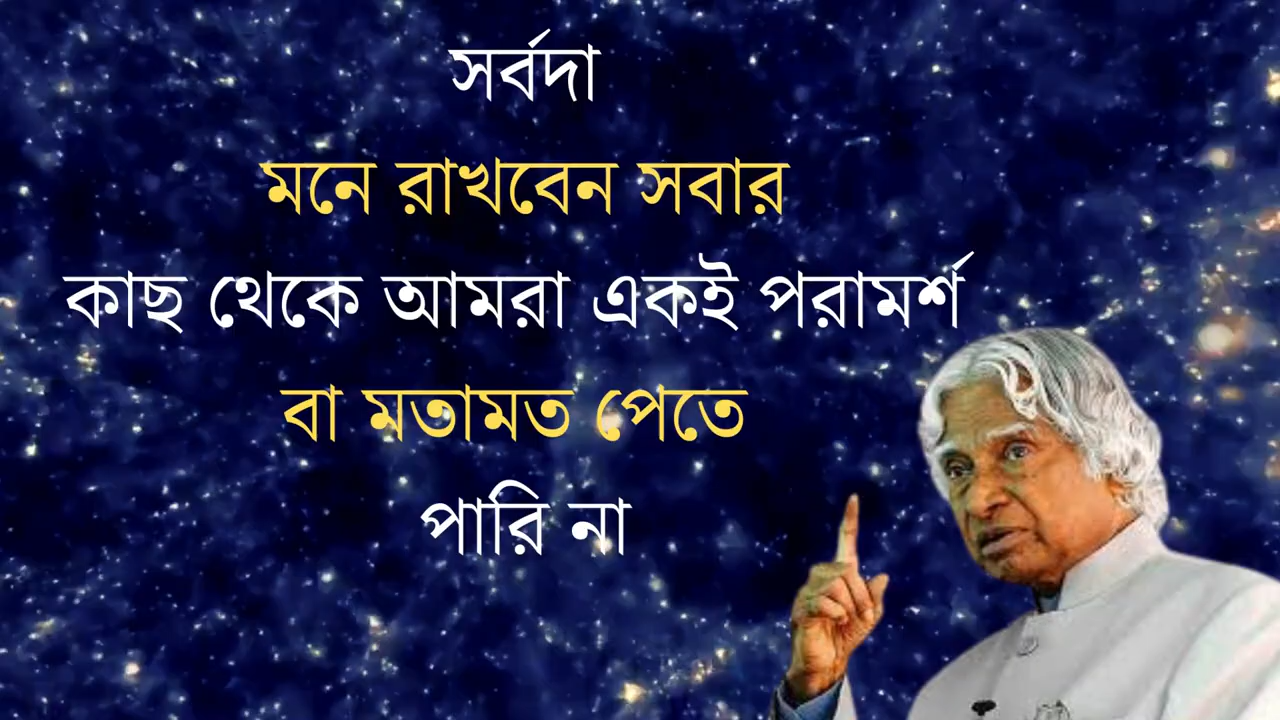 সর্বদা
মনে রাখবেন সবার
কাছ থেকে আমরা একই পরামর্শ
বা মতামত পেতে
পারি না